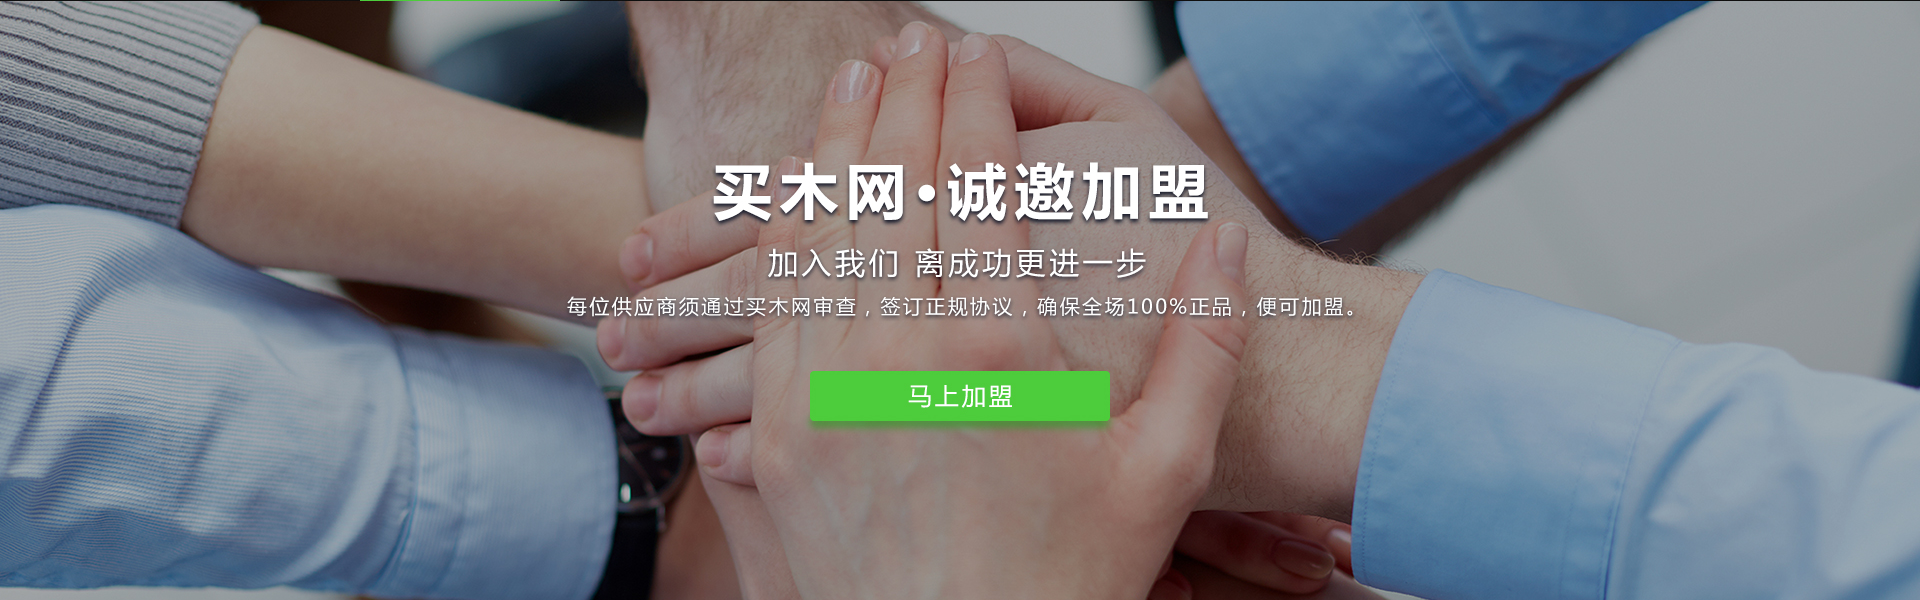 买木网·诚邀加盟
加入我们 离成功更进一步
每位供应商须通过买木网审查，签订正规协议，确保全场100%正品，便可加盟。
马上加盟